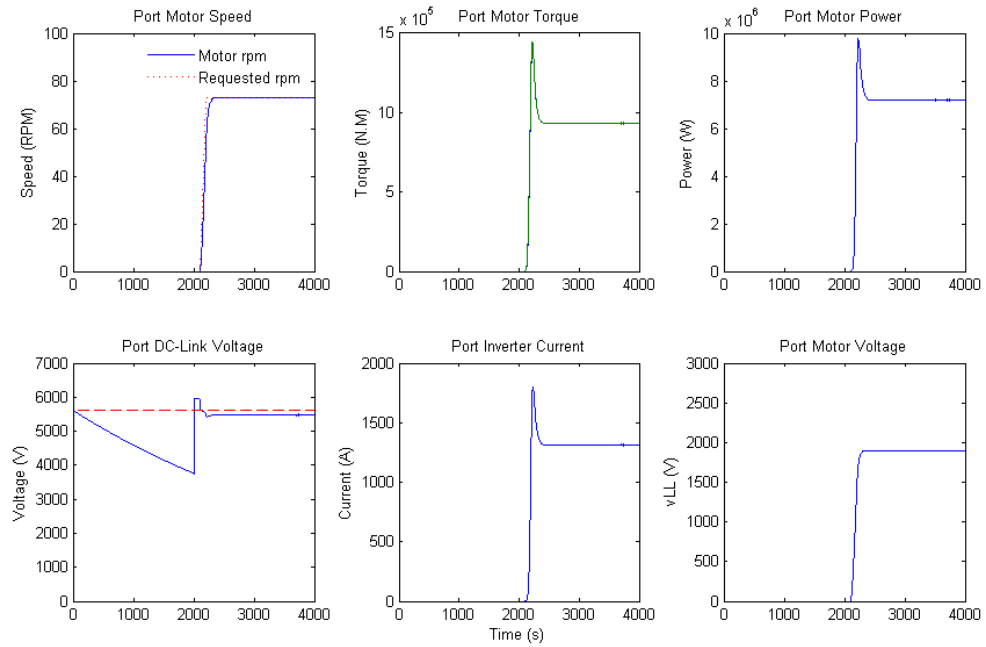 Port Motor Speed
100
80
60
40
20
0
Speed (RPM)
Motor rpm
Requested rpm
0 1000 2000 3000 4000
Port Motor Torque
x 10^5
15
10
5
0
Torque (N.M)
0 1000 2000 3000 4000
Port Motor Power
x 10^6
10
8
6
4
2
0
Power (W)
0 1000 2000 3000 4000
Port DC-Link Voltage
7000
6000
5000
4000
3000
2000
1000
0
Voltage (V)
0 1000 2000 3000 4000
Port Inverter Current
2000
1500
1000
500
0
Current (A)
0 1000 2000 3000 4000
Time (s)
Port Motor Voltage
3000
2500
2000
1500
1000
500
0
vLL (V)
0 1000 2000 3000 4000